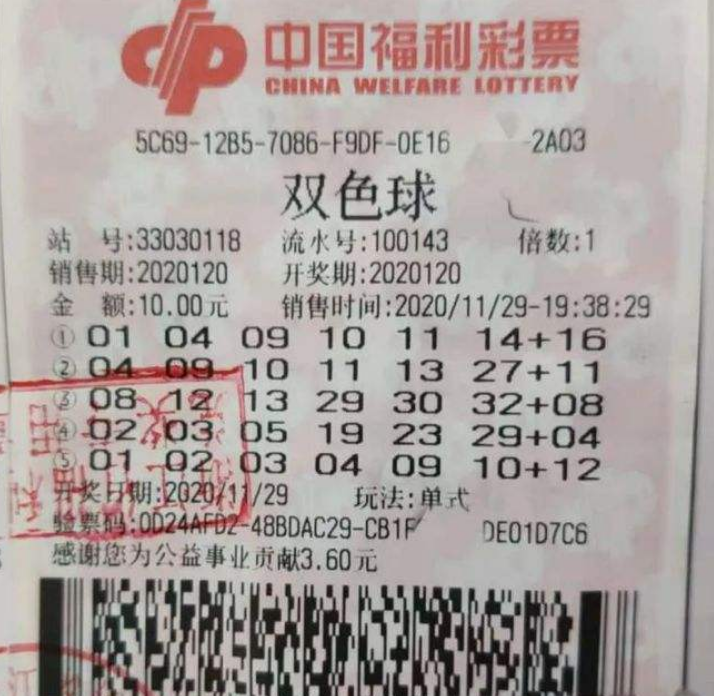 中国福利彩票
CHINA WELFARE LOTTERY
5C69-12B5-7086-F9DF-0E16 -2A03
双色球
站 号:33030118 流水号:100143 倍数:1
销售期:2020120 开奖期:2020120
金 额:10.00元 销售时间:2020/11/29-19:38:29
① 01 04 09 10 11 14+16
② 04 09 10 11 13 27+11
③ 08 12 13 29 30 32+08
④ 02 03 05 19 23 29+04
⑤ 01 02 03 04 09 10+12
开奖日期:2020/11/29 玩法:单式
验票码:0D24AFD2-48BDAC29-CB1F DE01D7C6
感谢您为公益事业贡献3.60元